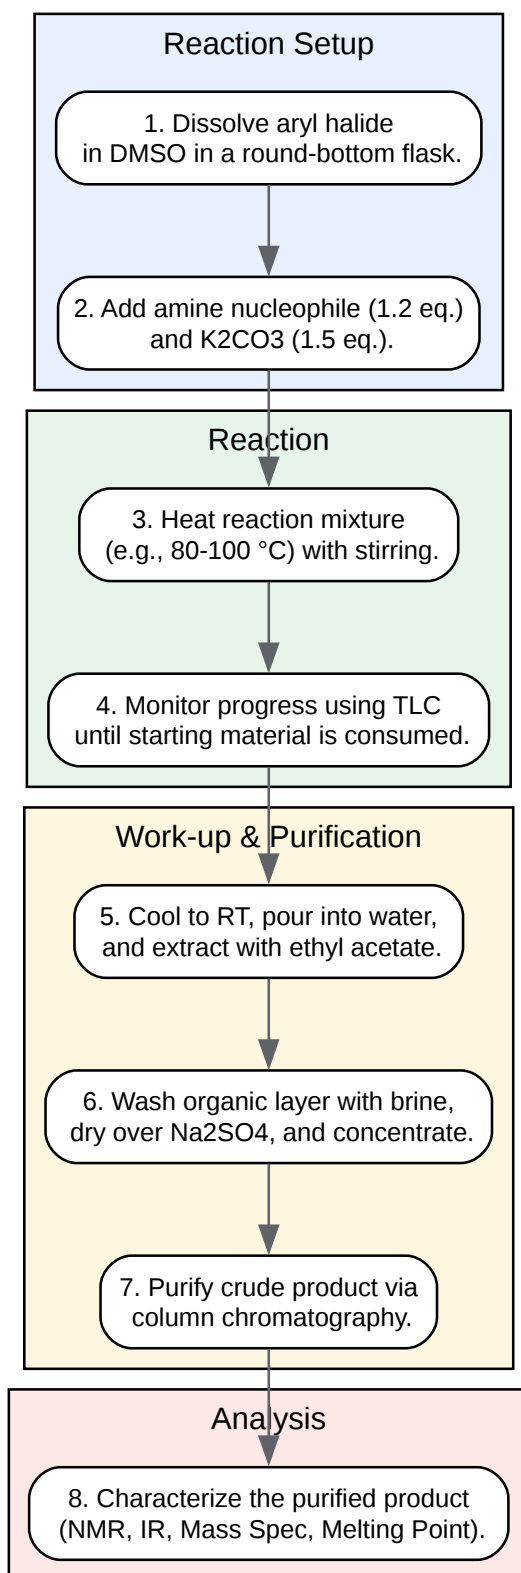 Reaction Setup
1. Dissolve aryl halide
in DMSO in a round-bottom flask.
2. Add amine nucleophile (1.2 eq.)
and K2CO3 (1.5 eq.).
Reaction
3. Heat reaction mixture
(e.g., 80-100 °C) with stirring.
4. Monitor progress using TLC
until starting material is consumed.
Work-up & Purification
5. Cool to RT, pour into water,
and extract with ethyl acetate.
6. Wash organic layer with brine,
dry over Na2SO4, and concentrate.
7. Purify crude product via
column chromatography.
Analysis
8. Characterize the purified product
(NMR, IR, Mass Spec, Melting Point).